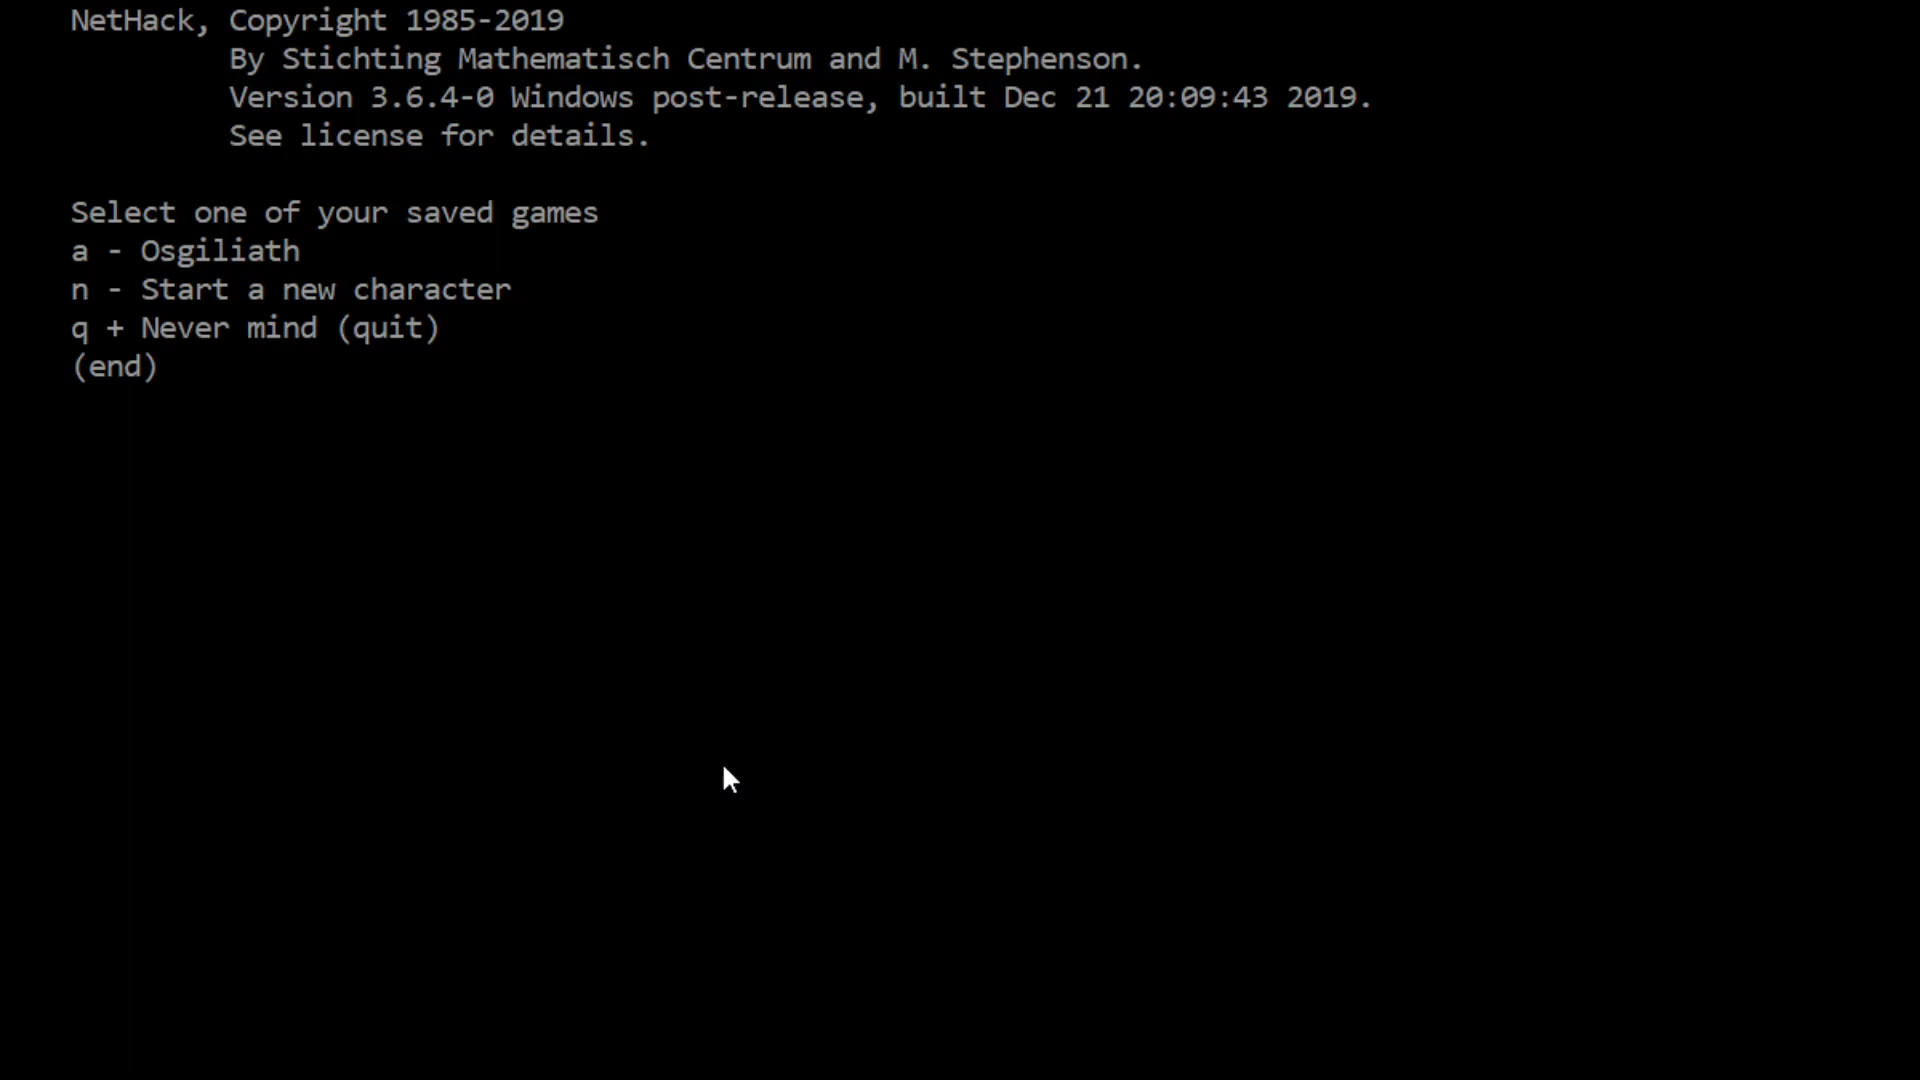 NetHack, Copyright 1985-2019
By Stichting Mathematisch Centrum and M. Stephenson.
Version 3.6.4-0 Windows post-release, built Dec 21 20:09:43 2019.
See license for details.
Select one of your saved games
a - Osgiliath
n - Start a new character
q + Never mind (quit)
(end)